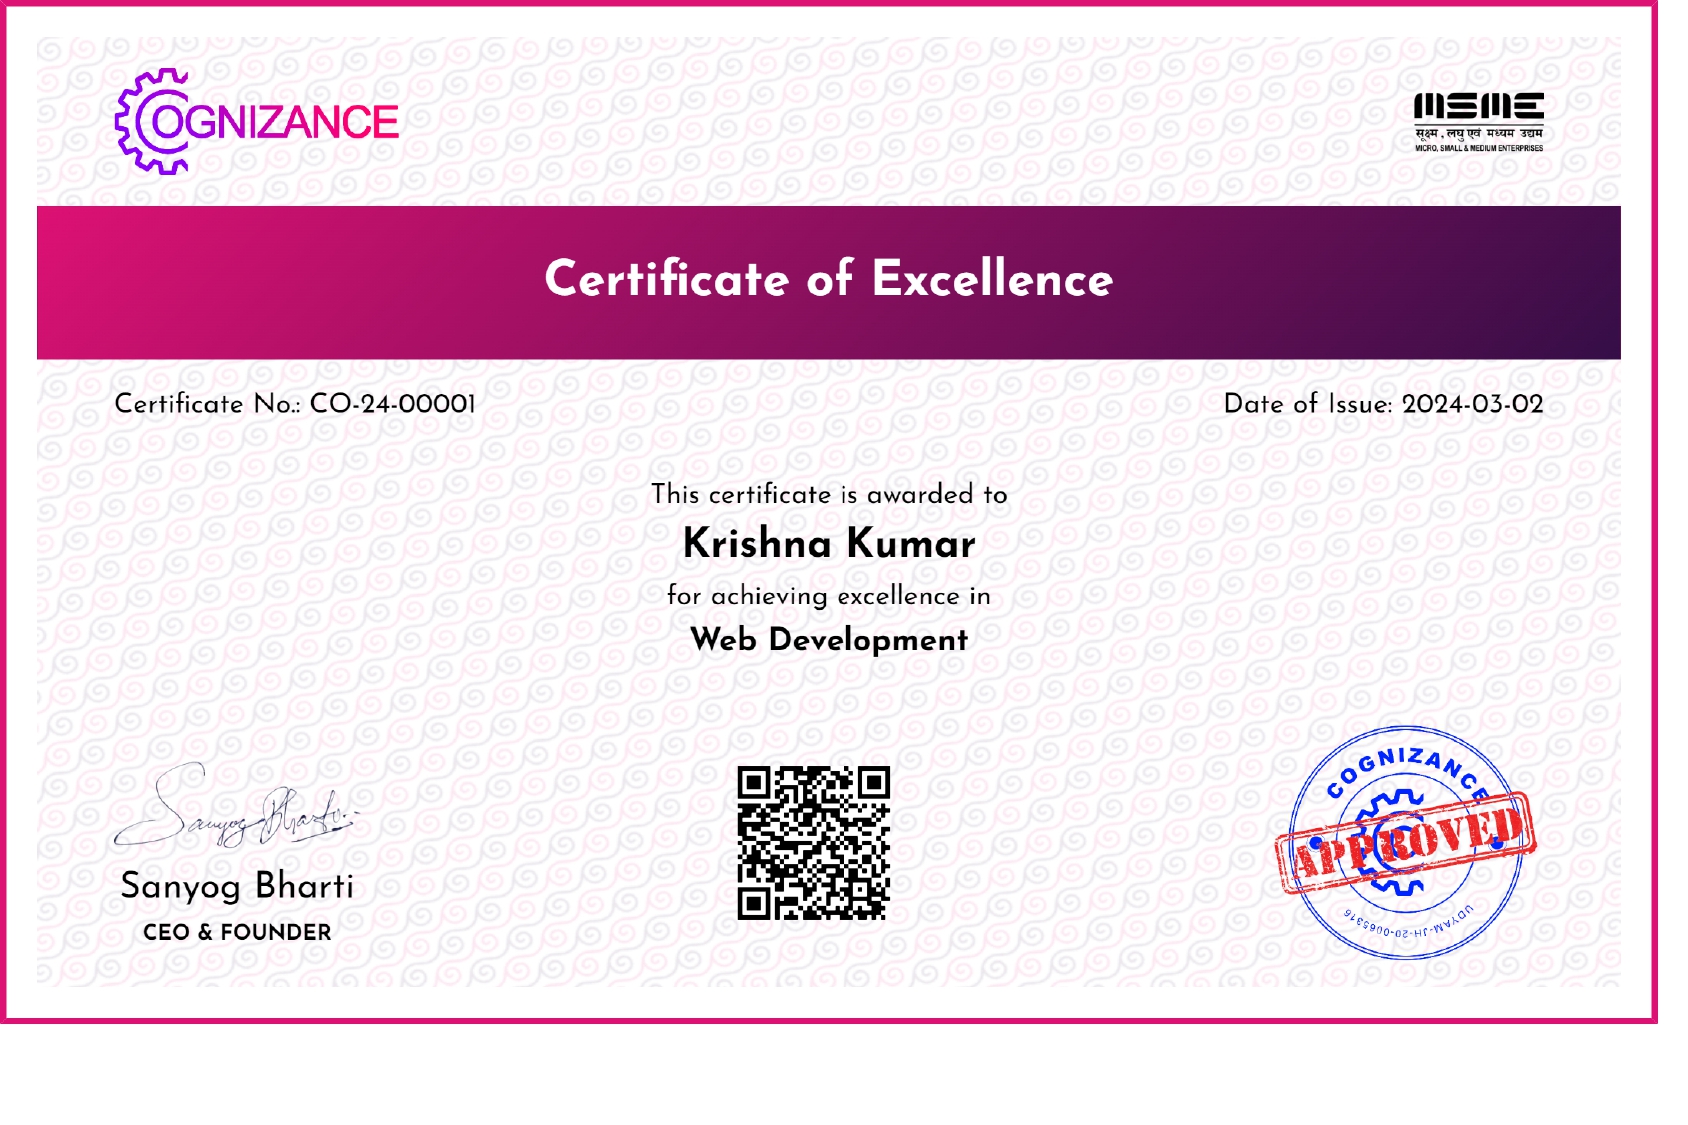 COGNIZANCE
MSME
सूक्ष्म, लघु एवं मध्यम उद्यम
MICRO, SMALL & MEDIUM ENTERPRISES
Certificate of Excellence
Certificate No.: CO-24-00001
Date of Issue: 2024-03-02
This certificate is awarded to
Krishna Kumar
for achieving excellence in
Web Development
Sanyog Bharti
Sanyog Bharti
CEO & FOUNDER
COGNIZANCE
APPROVED
UDYAM-JH-20-0065316